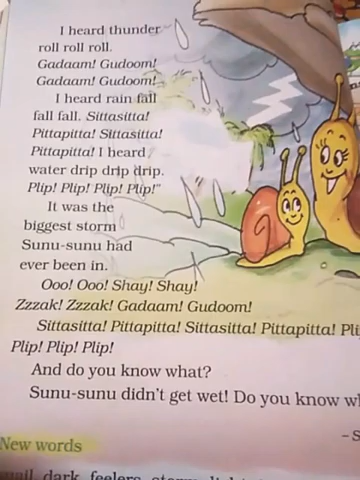 I heard thunder
roll roll roll.
Gadaam! Gudoom!
Gadaam! Gudoom!
I heard rain fall
fall fall. Sittasitta!
Pittapitta! Sittasitta!
Pittapitta! I heard
water drip drip drip.
Plip! Plip! Plip! Plip!"
It was the
biggest storm
Sunu-sunu had
ever been in.
Ooo! Ooo! Shay! Shay!
Zzzak! Zzzak! Gadaam! Gudoom!
Sittasitta! Pittapitta! Sittasitta! Pittapitta!
Plip! Plip! Plip!
And do you know what?
Sunu-sunu didn't get wet! Do you know
New words
dark feelers